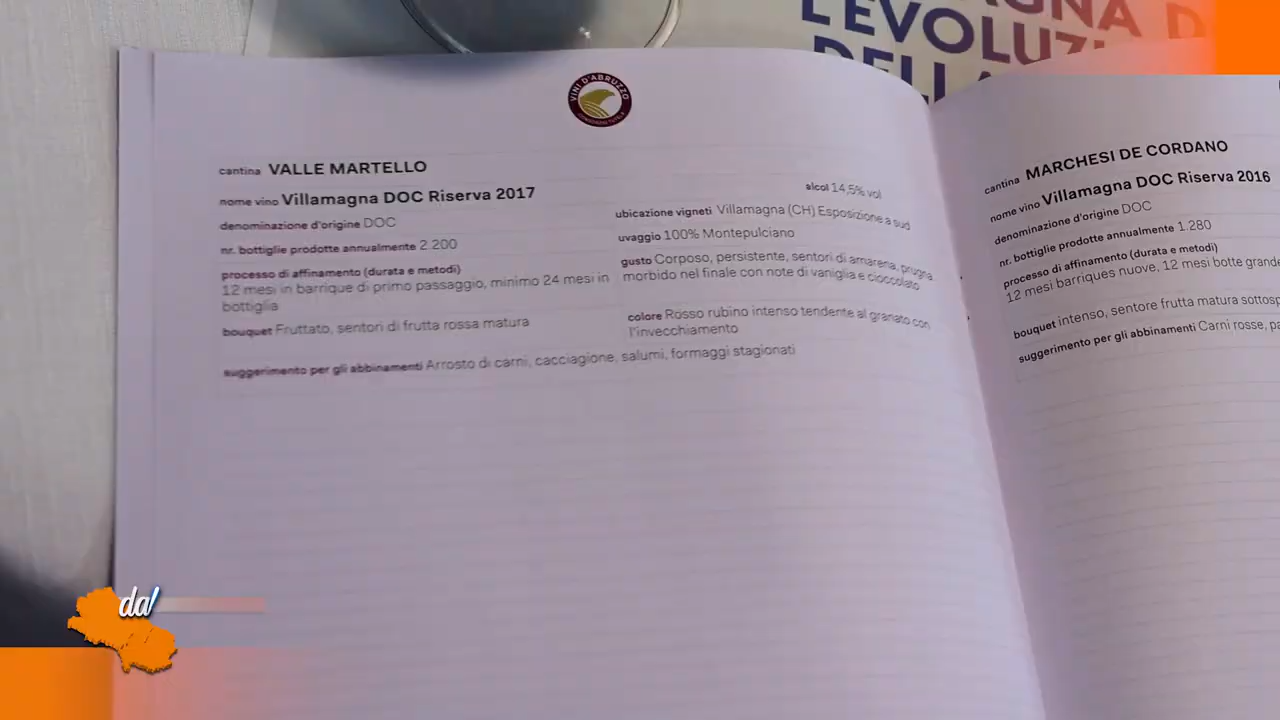 GNA D
L'EVOLUZI
DELLA
VINI D'ABRUZZO
cantina VALLE MARTELLO
nome vino Villamagna DOC Riserva 2017
alcol 14,5% vol
denominazione d'origine DOC
nr. bottiglie prodotte annualmente 2.200
processo di affinamento (durata e metodi)
12 mesi in barrique di primo passaggio, minimo 24 mesi in
bottiglia
bouquet Fruttato, sentori di frutta rossa matura
ubicazione vigneti Villamagna (CH) Esposizione a sud
uvaggio 100% Montepulciano
gusto Corposo, persistente, sentori di amarena, prugna,
morbido nel finale con note di vaniglia e cioccolato
colore Rosso rubino intenso tendente al granato con
l'invecchiamento
suggerimento per gli abbinamenti Arrosto di carni, cacciagione, salumi, formaggi stagionati
cantina MARCHESI DE CORDANO
nome vino Villamagna DOC Riserva 2016
denominazione d'origine DOC
nr. bottiglie prodotte annualmente 1.280
processo di affinamento (durata e metodi)
12 mesi barriques nuove, 12 mesi botte grande
bouquet intenso, sentore frutta matura sottosp
suggerimento per gli abbinamenti Carni rosse, p
da!